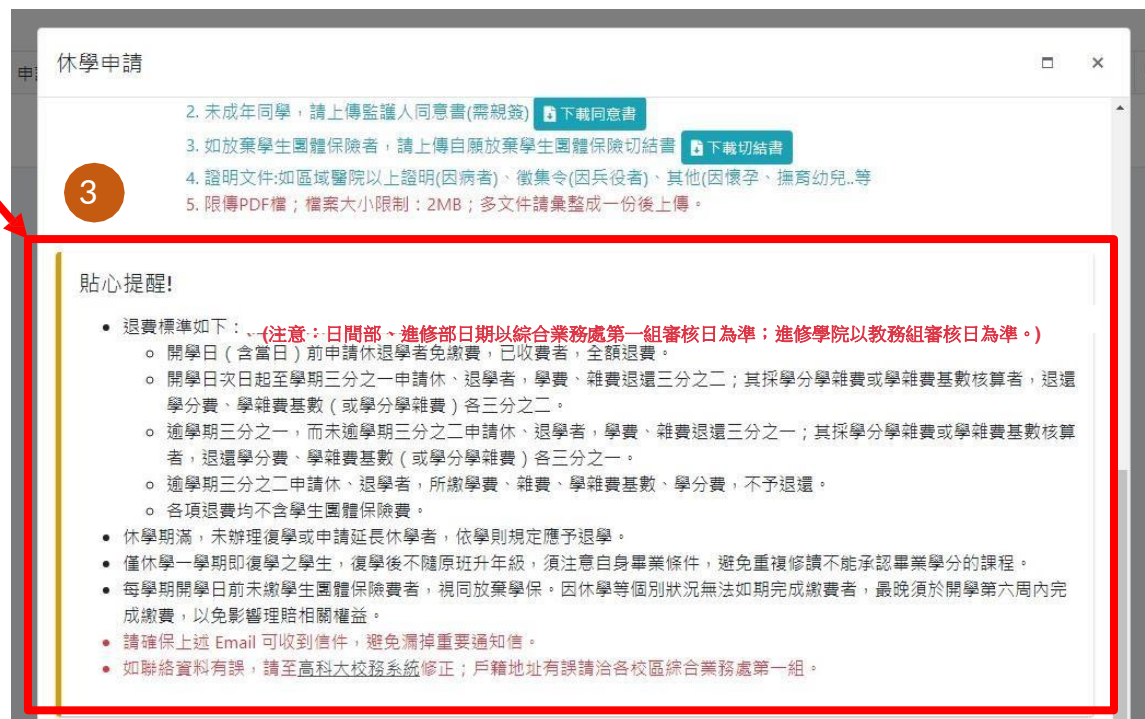 休學申請
申
2. 未成年同學，請上傳監護人同意書(需親簽) 下載同意書
3. 如放棄學生團體保險者，請上傳自願放棄學生團體保險切結書 下載切結書
4. 證明文件:如區域醫院以上證明(因病者)、徵集令(因兵役者)、其他(因懷孕、撫育幼兒..等
3
5. 限傳PDF檔；檔案大小限制：2MB；多文件請彙整成一份後上傳。
貼心提醒!
• 退費標準如下：(注意：日間部、進修部日期以綜合業務處第一組審核日為準；進修學院以教務組審核日為準。)
○ 開學日（含當日）前申請休退學者免繳費，已收費者，全額退費。
○ 開學日次日起至學期三分之一申請休、退學者，學費、雜費退還三分之二；其採學分學雜費或學雜費基數核算者，退還
學分費、學雜費基數（或學分學雜費）各三分之二。
○ 逾學期三分之一，而未逾學期三分之二申請休、退學者，學費、雜費退還三分之一；其採學分學雜費或學雜費基數核算
者，退還學分費、學雜費基數（或學分學雜費）各三分之一。
○ 逾學期三分之二申請休、退學者，所繳學費、雜費、學雜費基數、學分費，不予退還。
○ 各項退費均不含學生團體保險費。
• 休學期滿，未辦理復學或申請延長休學者，依學則規定應予退學。
• 僅休學一學期即復學之學生，復學後不隨原班升年級，須注意自身畢業條件，避免重複修讀不能承認畢業學分的課程。
• 每學期開學日前未繳學生團體保險費者，視同放棄學保。因休學等個別狀況無法如期完成繳費者，最晚須於開學第六周內完
成繳費，以免影響理賠相關權益。
• 請確保上述 Email 可收到信件，避免漏掉重要通知信。
• 如聯絡資料有誤，請至高科大校務系統修正；戶籍地址有誤請洽各校區綜合業務處第一組。